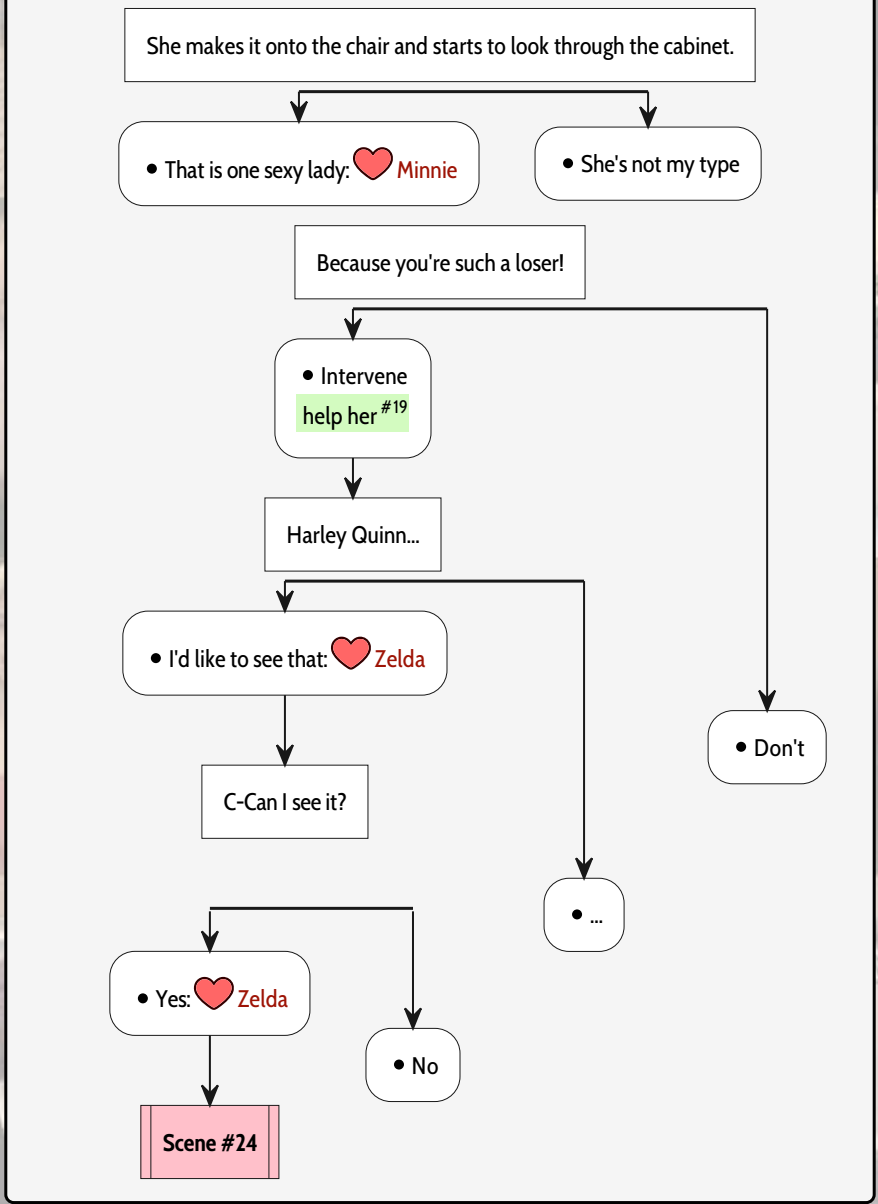 She makes it onto the chair and starts to look through the cabinet.
• That is one sexy lady: Minnie
• She's not my type
Because you're such a loser!
• Intervene
help her #19
Harley Quinn...
• I'd like to see that: Zelda
• Don't
C-Can I see it?
• ...
• Yes: Zelda
• No
Scene #24